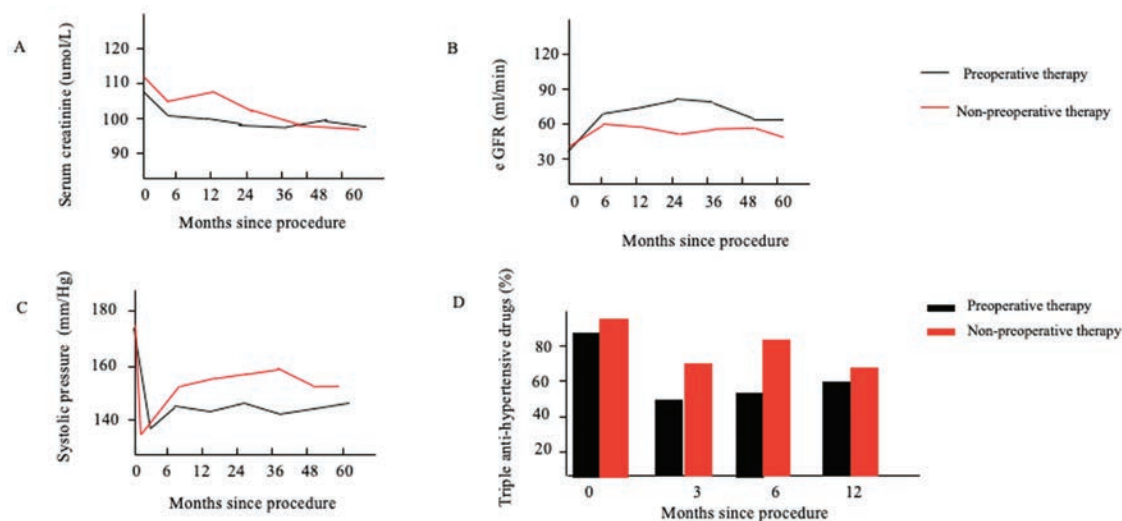 A
Serum creatinine (umol/L)
120
110
100
90
0 6 12 24 36 48 60
Months since procedure
B
e GFR (ml/min)
120
90
60
30
0 6 12 24 36 48 60
Months since procedure
Preoperative therapy
Non-preoperative therapy
C
Systolic pressure (mm/Hg)
180
160
140
0 6 12 24 36 48 60
Months since procedure
D
Triple anti-hypertensive drugs (%)
80
60
40
20
0 3 6 12
Months since procedure
Preoperative therapy
Non-preoperative therapy